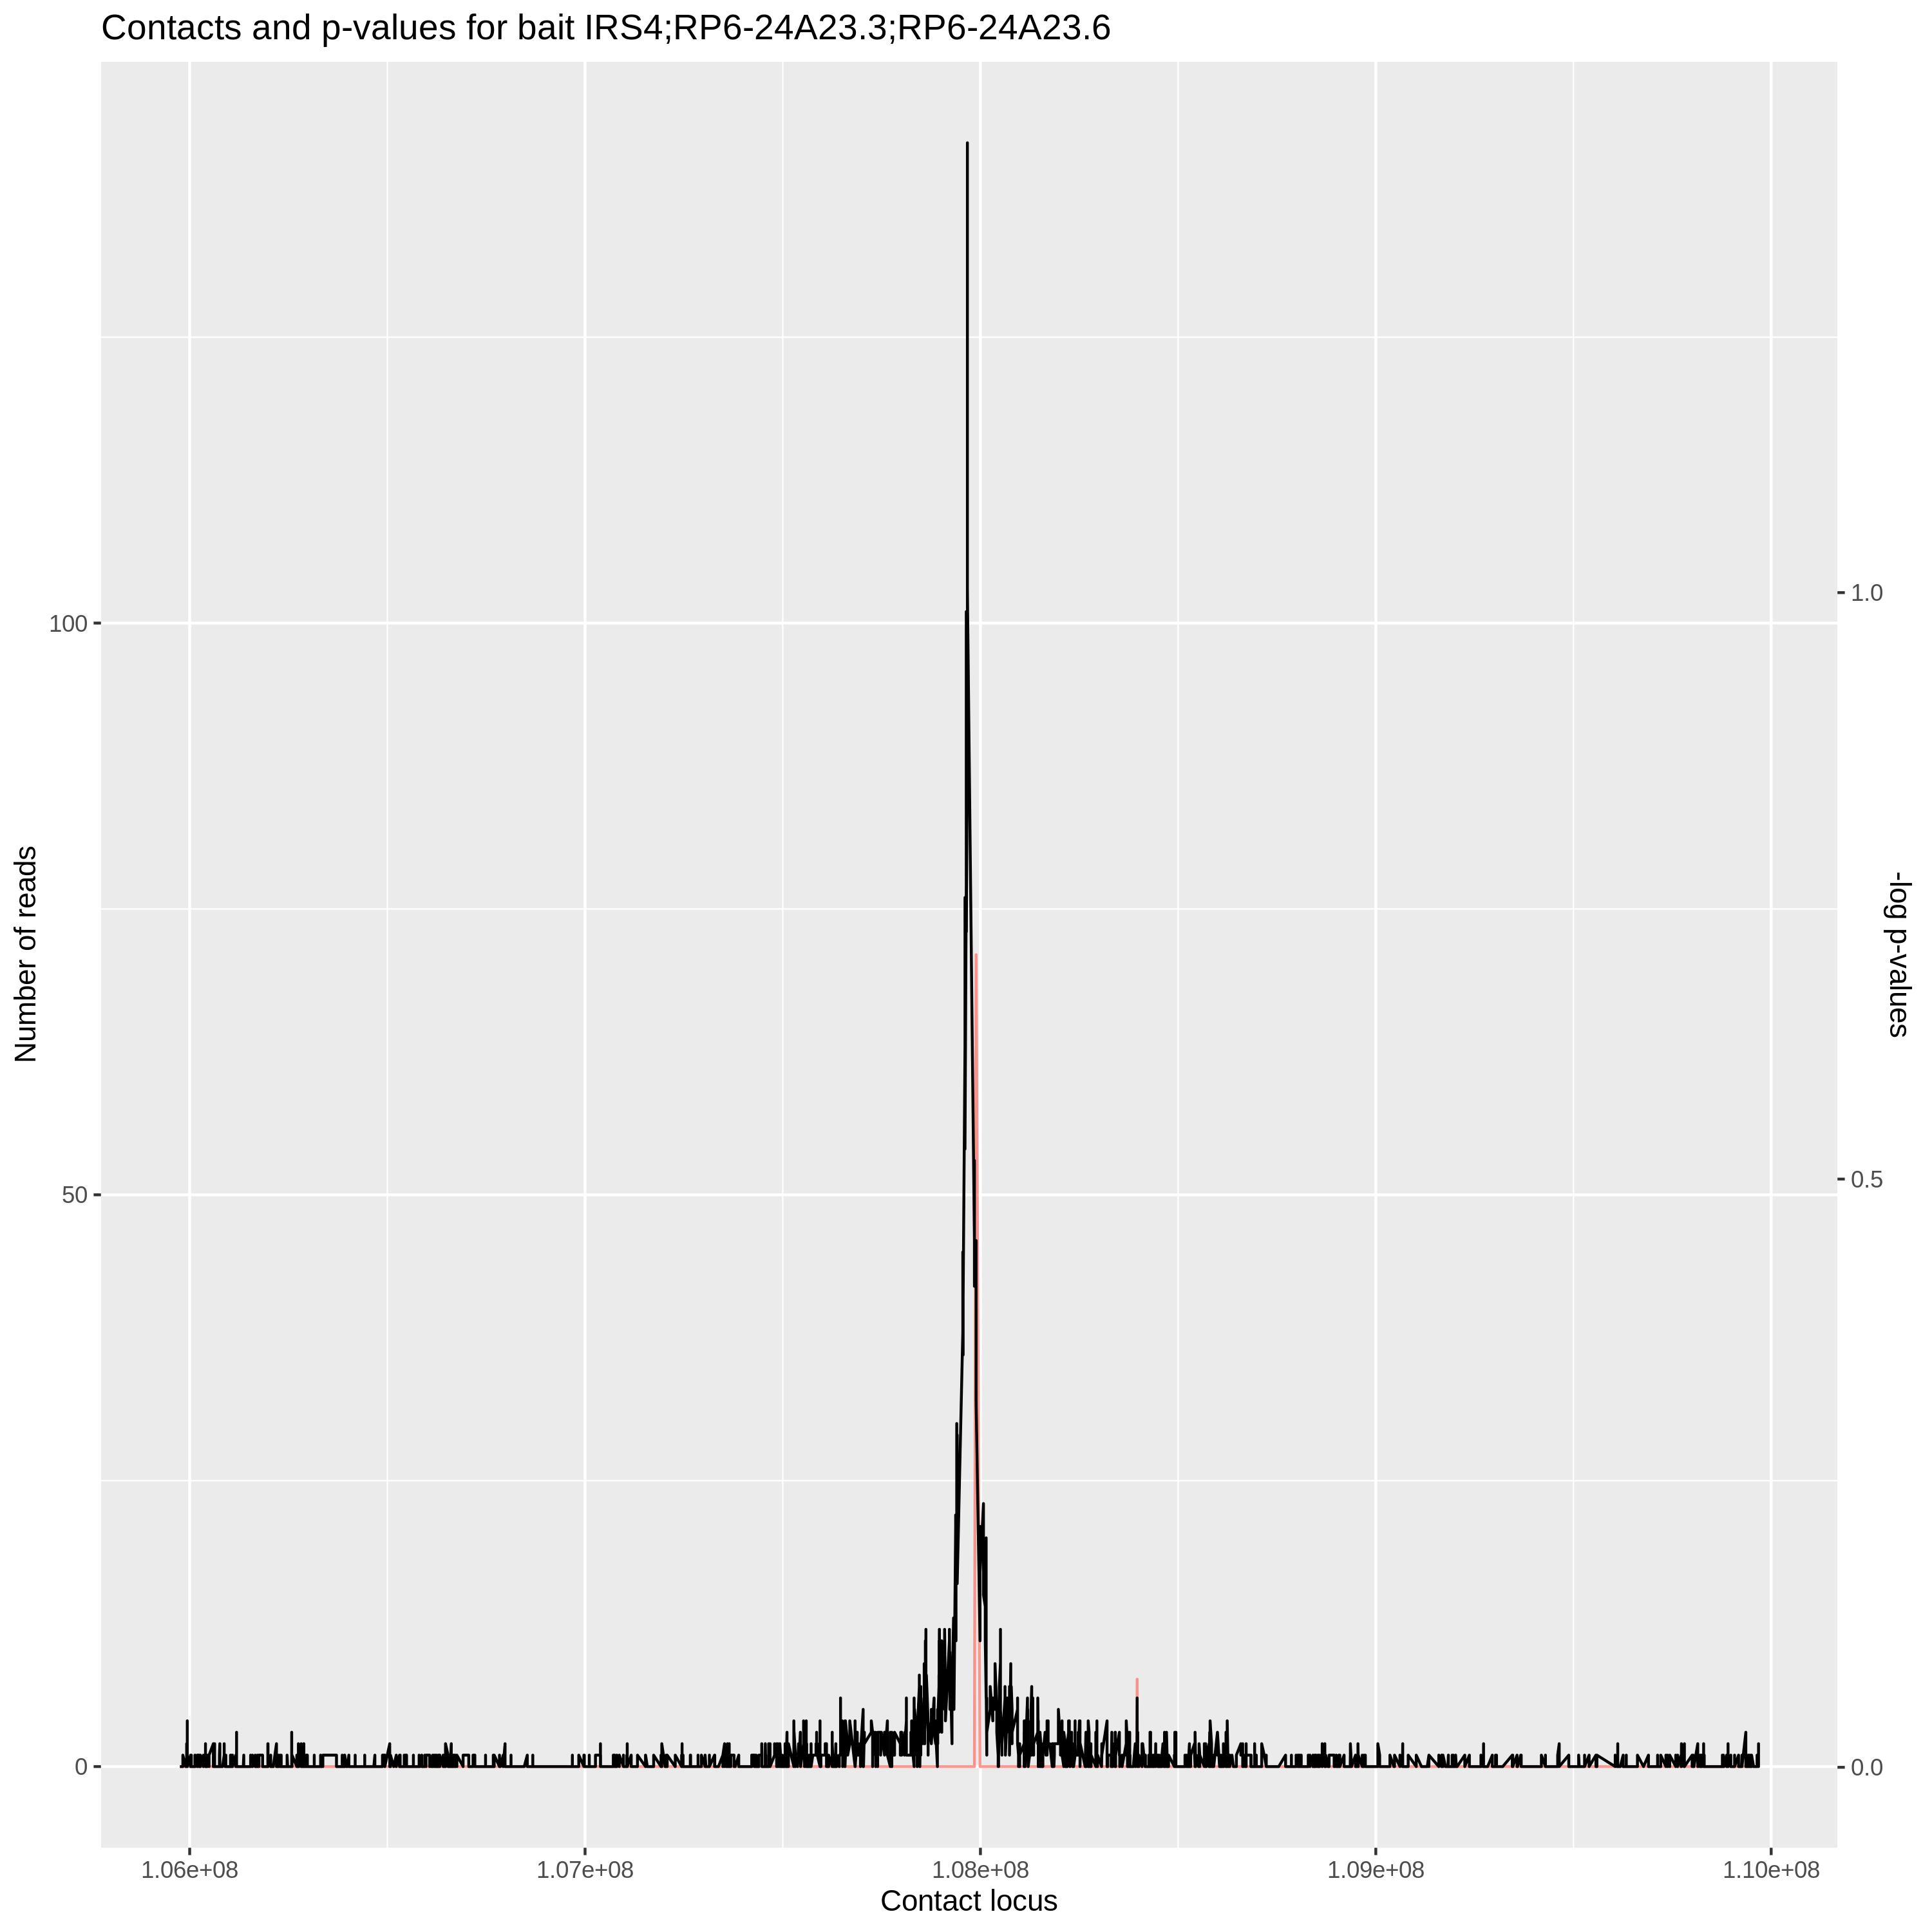 Contacts and p-values for bait IRS4;RP6-24A23.3;RP6-24A23.6
Number of reads
100
50
0
1.0
0.5
0.0
-log p-values
1.06e+08
1.07e+08
1.08e+08
1.09e+08
1.10e+08
Contact locus